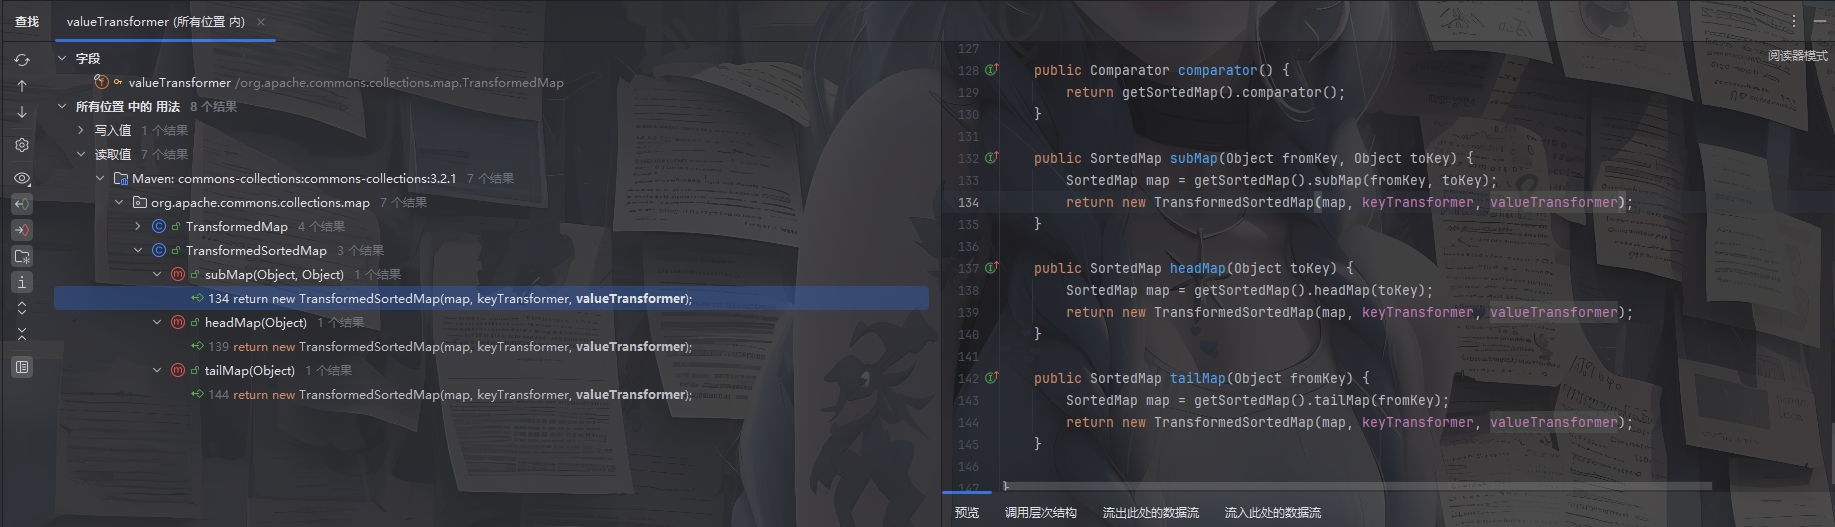 查找
valueTransformer (所有位置 内)
字段
valueTransformer /org.apache.commons.collections.map.TransformedMap
所有位置 中的 用法 8 个结果
写入值 1 个结果
读取值 7 个结果
Maven: commons-collections:commons-collections:3.2.1 7 个结果
org.apache.commons.collections.map 7 个结果
TransformedMap 4 个结果
TransformedSortedMap 3 个结果
subMap(Object, Object) 1 个结果
134 return new TransformedSortedMap(map, keyTransformer, valueTransformer);
headMap(Object) 1 个结果
139 return new TransformedSortedMap(map, keyTransformer, valueTransformer);
tailMap(Object) 1 个结果
144 return new TransformedSortedMap(map, keyTransformer, valueTransformer);
阅读器模式
127
128 public Comparator comparator() {
129 return getSortedMap().comparator();
130 }
131
132 public SortedMap subMap(Object fromKey, Object toKey) {
133 SortedMap map = getSortedMap().subMap(fromKey, toKey);
134 return new TransformedSortedMap(map, keyTransformer, valueTransformer);
135 }
136
137 public SortedMap headMap(Object toKey) {
138 SortedMap map = getSortedMap().headMap(toKey);
139 return new TransformedSortedMap(map, keyTransformer, valueTransformer);
140 }
141
142 public SortedMap tailMap(Object fromKey) {
143 SortedMap map = getSortedMap().tailMap(fromKey);
144 return new TransformedSortedMap(map, keyTransformer, valueTransformer);
145 }
146
147 }
预览 调用层次结构 流出此处的数据流 流入此处的数据流